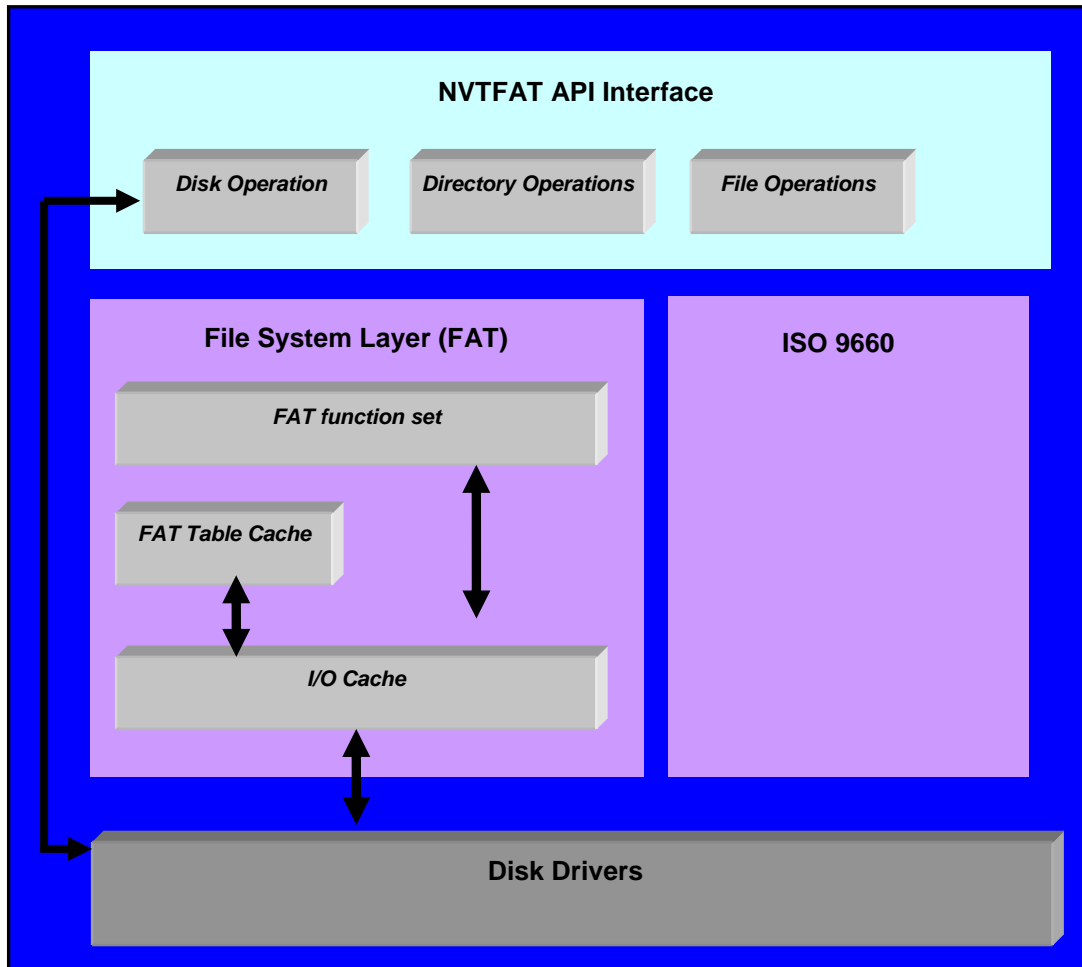 NVTFAT API Interface
Disk Operation
Directory Operations
File Operations
File System Layer (FAT)
ISO 9660
FAT function set
FAT Table Cache
I/O Cache
Disk Drivers